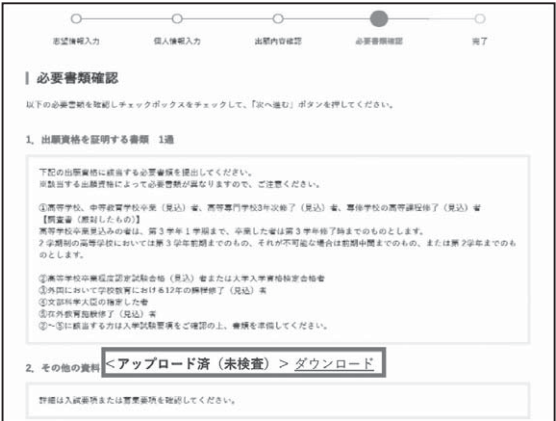 志望情報入力
個人情報入力
出願内容確認
必要書類確認
完了
必要書類確認
以下の必要書類を確認しチェックボックスをチェックして、「次へ進む」ボタンを押してください。
1、出願資格を証明する書類 1通
下記の出願資格に該当する必要書類を提出してください。
※該当する出願資格によって必要書類が異なりますので、ご注意ください。
①高等学校、中等教育学校卒業（見込）者、高等専門学校3年次修了（見込）者、専修学校の高等課程修了（見込）者
【調査書（厳封したもの）】
高等学校卒業見込みの者は、第３学年１学期まで、卒業した者は第３学年修了時までのものとします。
２学期制の高等学校においては第３学年前期までのもの、それが不可能な場合は前期中間までのもの、または第２学年までのも
のとします。
②高等学校卒業程度認定試験合格（見込）者または大学入学資格検定合格者
③外国において学校教育における12年の課程修了（見込）者
④文部科学大臣の指定した者
⑤在外教育施設修了（見込）者
②～⑤に該当する方は入学試験要項をご確認の上、書類を準備してください。
2、その他の資料 ＜アップロード済（未検査）＞ ダウンロード
詳細は入試要項または募集要項を確認してください。